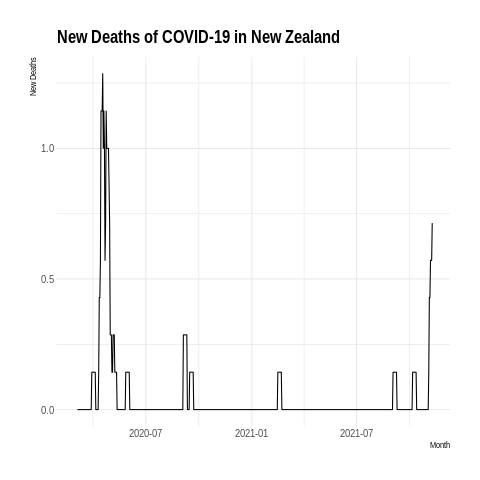 New Deaths of COVID-19 in New Zealand
New Deaths
1.0
0.5
0.0
2020-07 2021-01 2021-07
Month